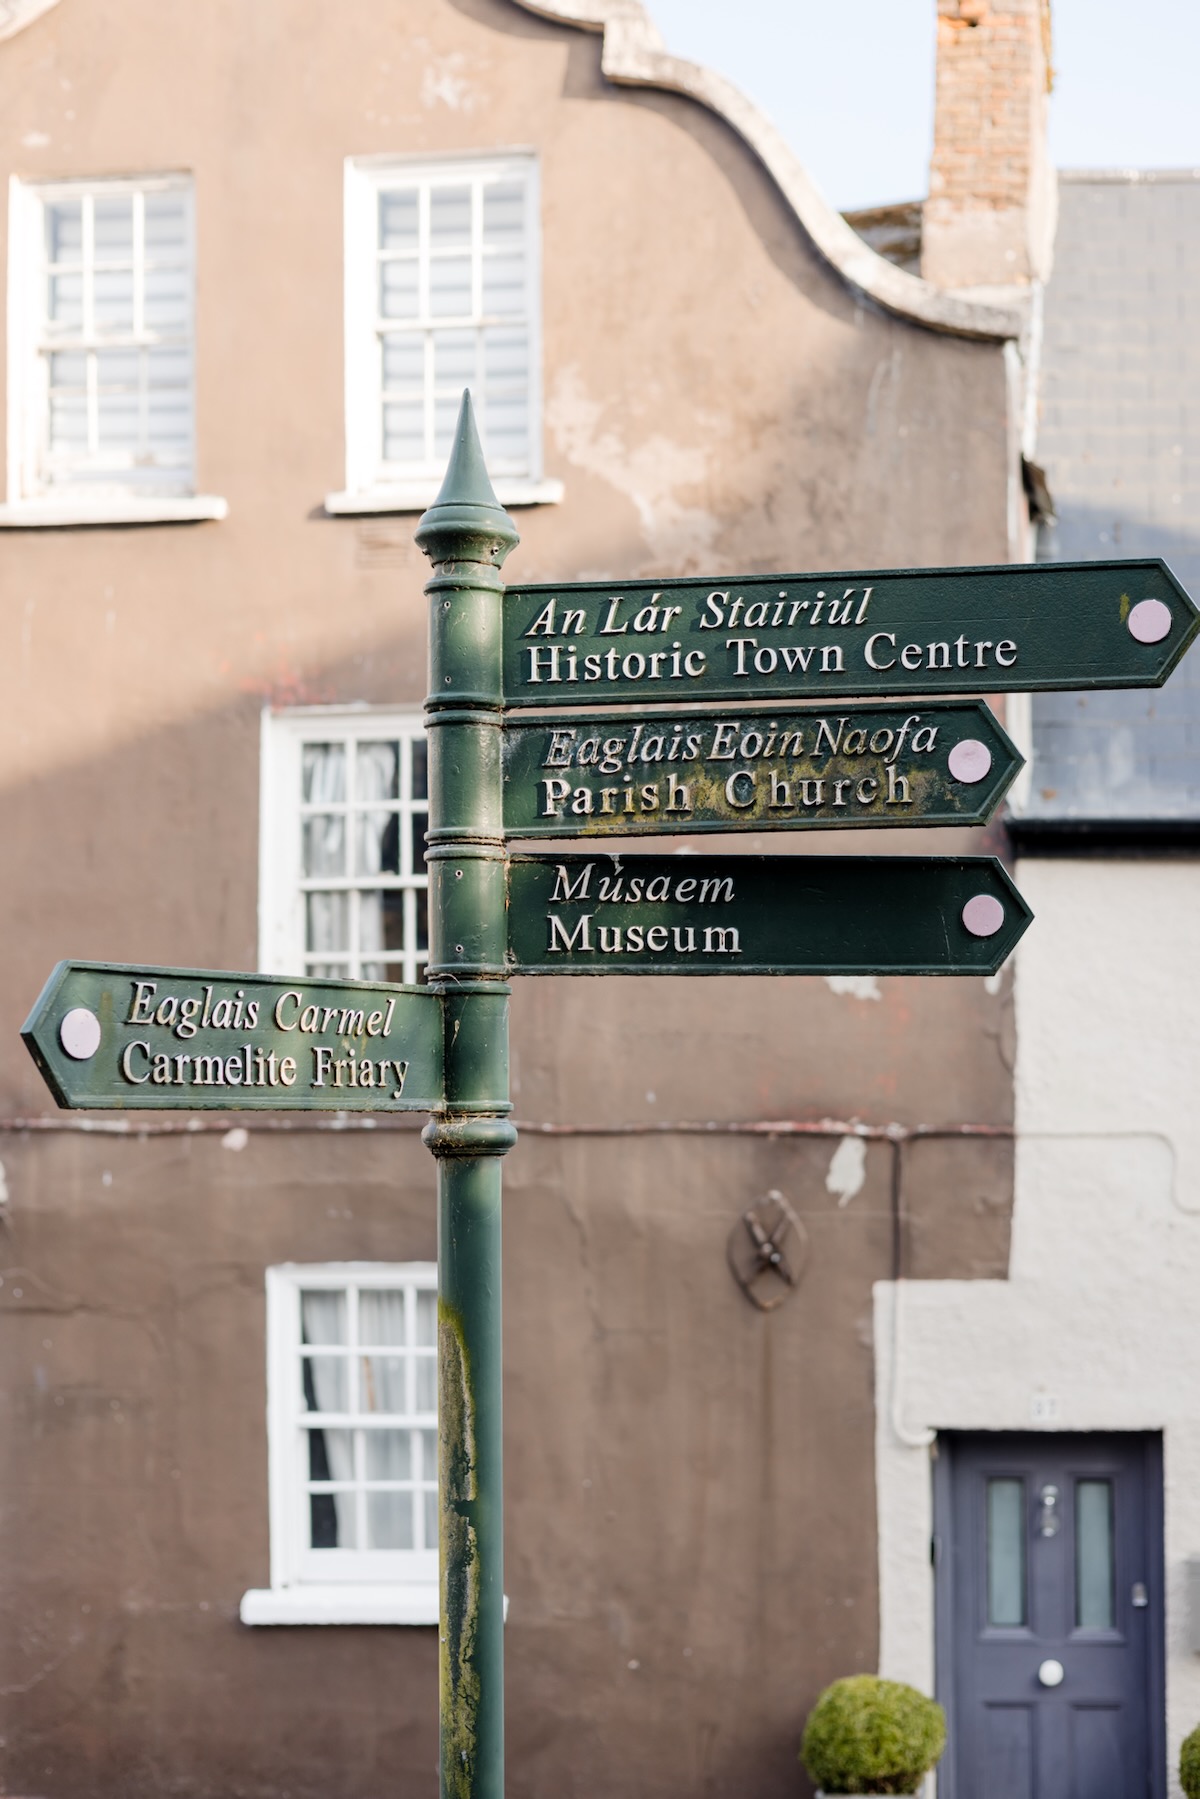 An Lár Stairiúl
Historic Town Centre
Eaglais Eoin Naofa
Parish Church
Músaem
Museum
Eaglais Carmel
Carmelite Friary